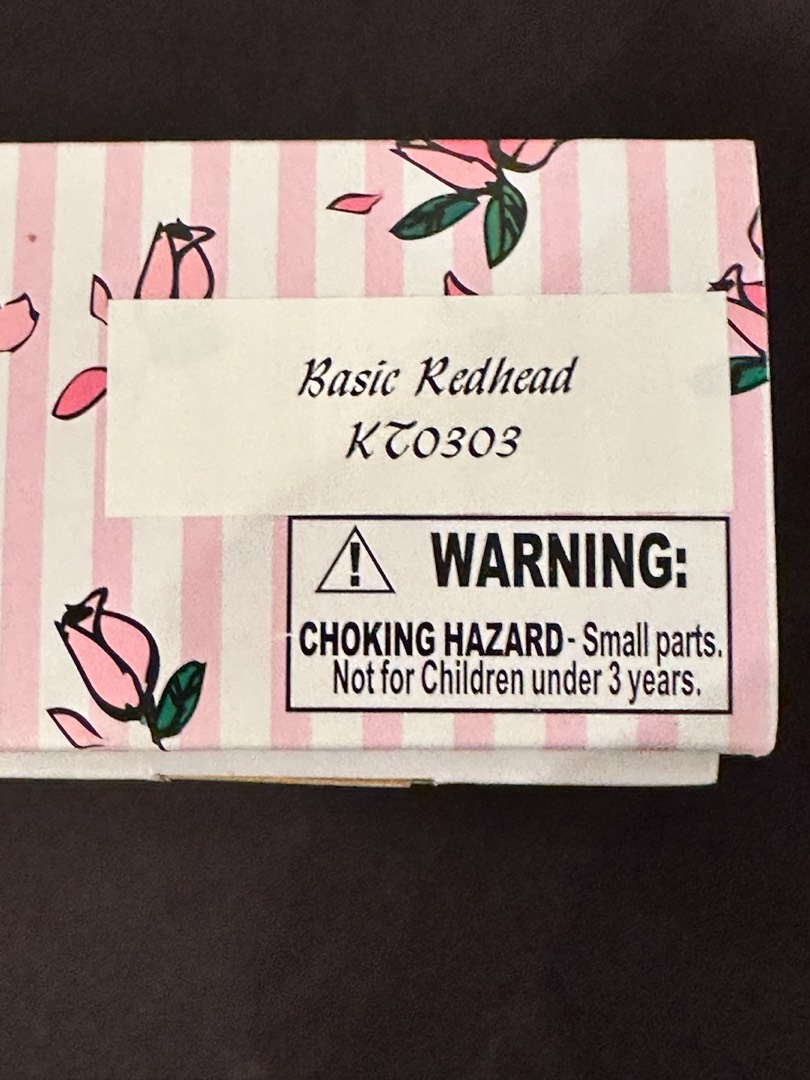 Basic Redhead
KT0303
! WARNING:
CHOKING HAZARD - Small parts.
Not for Children under 3 years.